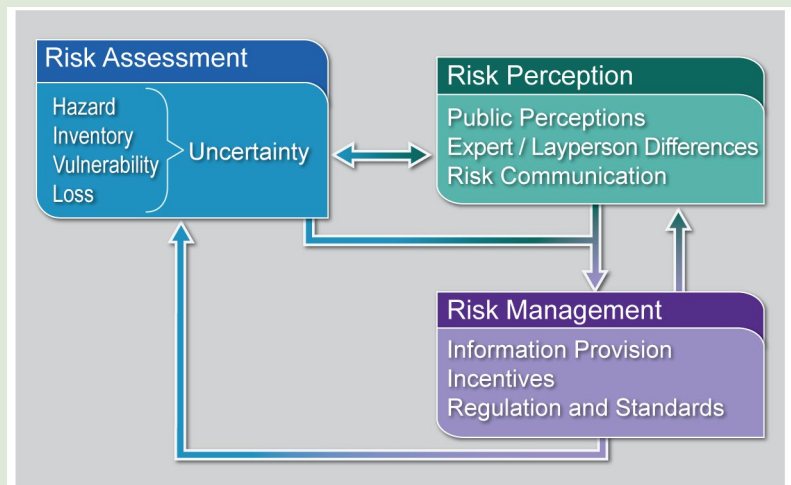 Risk Assessment
Hazard
Inventory
Vulnerability
Loss
Uncertainty
Risk Perception
Public Perceptions
Expert / Layperson Differences
Risk Communication
Risk Management
Information Provision
Incentives
Regulation and Standards